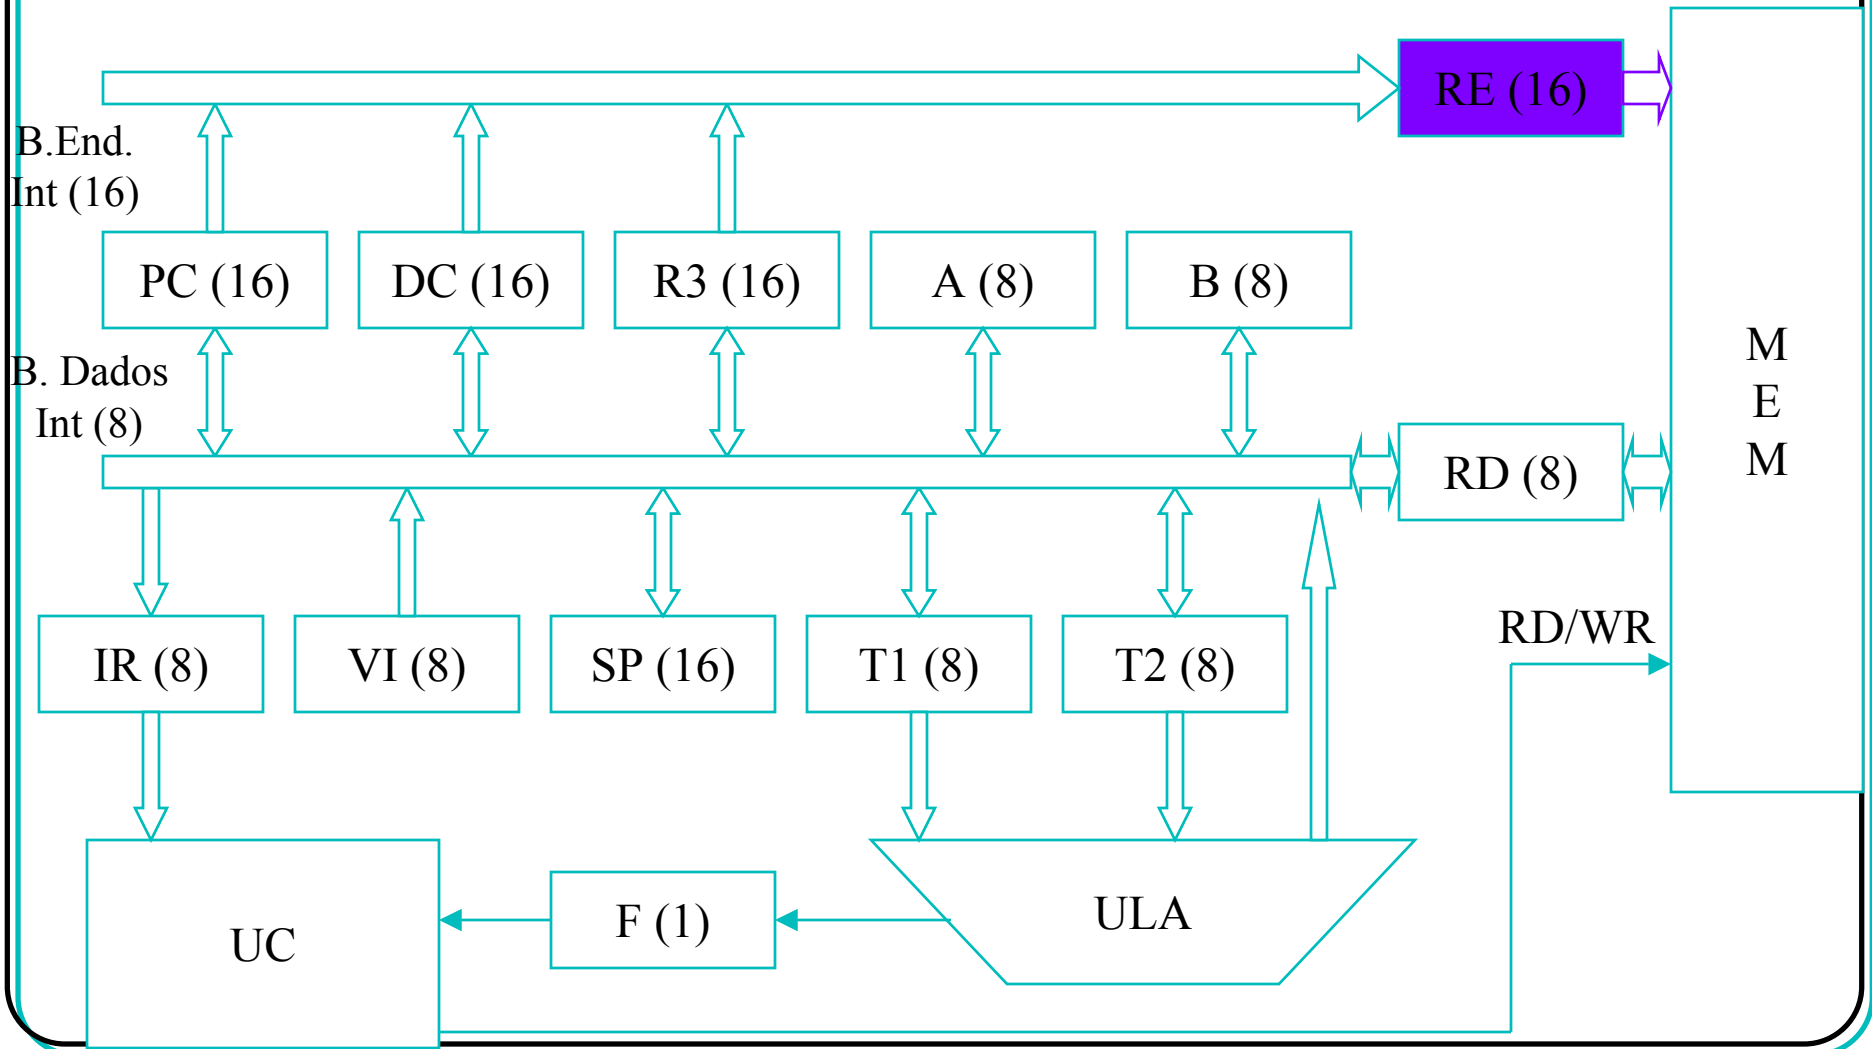 RE (16)
B.End.
Int (16)
PC (16)
DC (16)
R3 (16)
A (8)
B (8)
B. Dados
Int (8)
M
E
M
RD (8)
RD/WR
IR (8)
VI (8)
SP (16)
T1 (8)
T2 (8)
UC
F (1)
ULA